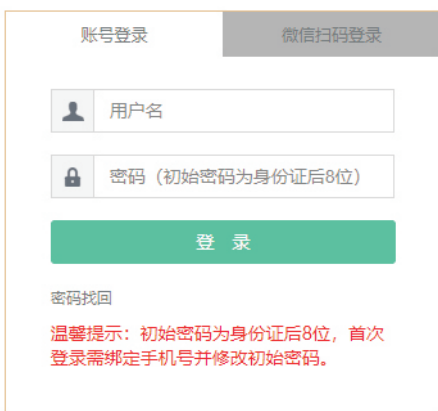 账号登录 微信扫码登录
用户名
密码（初始密码为身份证后8位）
登 录
密码找回
温馨提示：初始密码为身份证后8位，首次
登录需绑定手机号并修改初始密码。